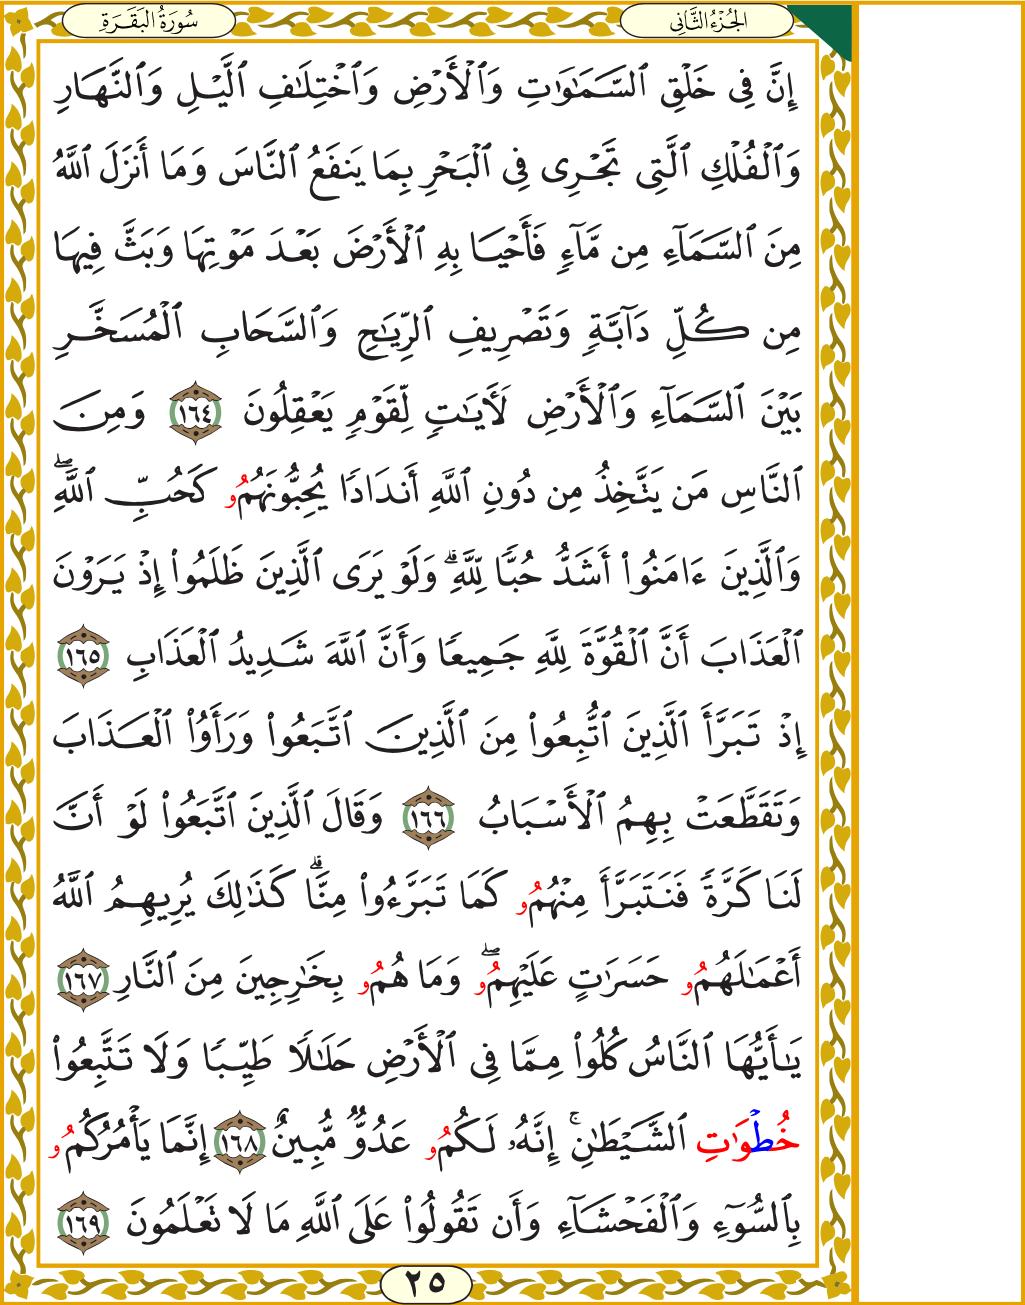 الجُزْءُ الثَّانِي
سُورَةُ البَقَرَةِ
إِنَّ فِي خَلْقِ ٱلسَّمَٰوَٰتِ وَٱلْأَرْضِ وَٱخْتِلَٰفِ ٱلَّيْلِ وَٱلنَّهَارِ
وَٱلْفُلْكِ ٱلَّتِى تَجْرِى فِى ٱلْبَحْرِ بِمَا يَنفَعُ ٱلنَّاسَ وَمَا أَنزَلَ ٱللَّهُ
مِنَ ٱلسَّمَآءِ مِن مَّآءٍ فَأَحْيَا بِهِ ٱلْأَرْضَ بَعْدَ مَوْتِهَا وَبَثَّ فِيهَا
مِن كُلِّ دَآبَّةٍ وَتَصْرِيفِ ٱلرِّيَٰحِ وَٱلسَّحَابِ ٱلْمُسَخَّرِ
بَيْنَ ٱلسَّمَآءِ وَٱلْأَرْضِ لَأٓيَٰتٍ لِّقَوْمٍ يَعْقِلُونَ ١٦٤ وَمِنَ
ٱلنَّاسِ مَن يَتَّخِذُ مِن دُونِ ٱللَّهِ أَندَادًا يُحِبُّونَهُمُو كَحُبِّ ٱللَّهِۖ
وَٱلَّذِينَ ءَامَنُوا۟ أَشَدُّ حُبًّا لِّلَّهِۗ وَلَوْ يَرَى ٱلَّذِينَ ظَلَمُوا۟ إِذْ يَرَوْنَ
ٱلْعَذَابَ أَنَّ ٱلْقُوَّةَ لِلَّهِ جَمِيعًا وَأَنَّ ٱللَّهَ شَدِيدُ ٱلْعَذَابِ ١٦٥
إِذْ تَبَرَّأَ ٱلَّذِينَ ٱتُّبِعُوا۟ مِنَ ٱلَّذِينَ ٱتَّبَعُوا۟ وَرَأَوُا۟ ٱلْعَذَابَ
وَتَقَطَّعَتْ بِهِمُ ٱلْأَسْبَابُ ١٦٦ وَقَالَ ٱلَّذِينَ ٱتَّبَعُوا۟ لَوْ أَنَّ
لَنَا كَرَّةً فَنَتَبَرَّأَ مِنْهُمُو كَمَا تَبَرَّءُوا۟ مِنَّاۗ كَذَٰلِكَ يُرِيهِمُ ٱللَّهُ
أَعْمَٰلَهُمُو حَسَرَٰتٍ عَلَيْهِمُوۖ وَمَا هُمُو بِخَٰرِجِينَ مِنَ ٱلنَّارِ ١٦٧
يَٰأَيُّهَا ٱلنَّاسُ كُلُوا۟ مِمَّا فِى ٱلْأَرْضِ حَلَٰلًا طَيِّبًا وَلَا تَتَّبِعُوا۟
خُطْوَٰتِ ٱلشَّيْطَٰنِۚ إِنَّهُۥ لَكُمُو عَدُوٌّ مُّبِينٌ ١٦٨ إِنَّمَا يَأْمُرُكُمُو
بِٱلسُّوٓءِ وَٱلْفَحْشَآءِ وَأَن تَقُولُوا۟ عَلَى ٱللَّهِ مَا لَا تَعْلَمُونَ ١٦٩
٢٥